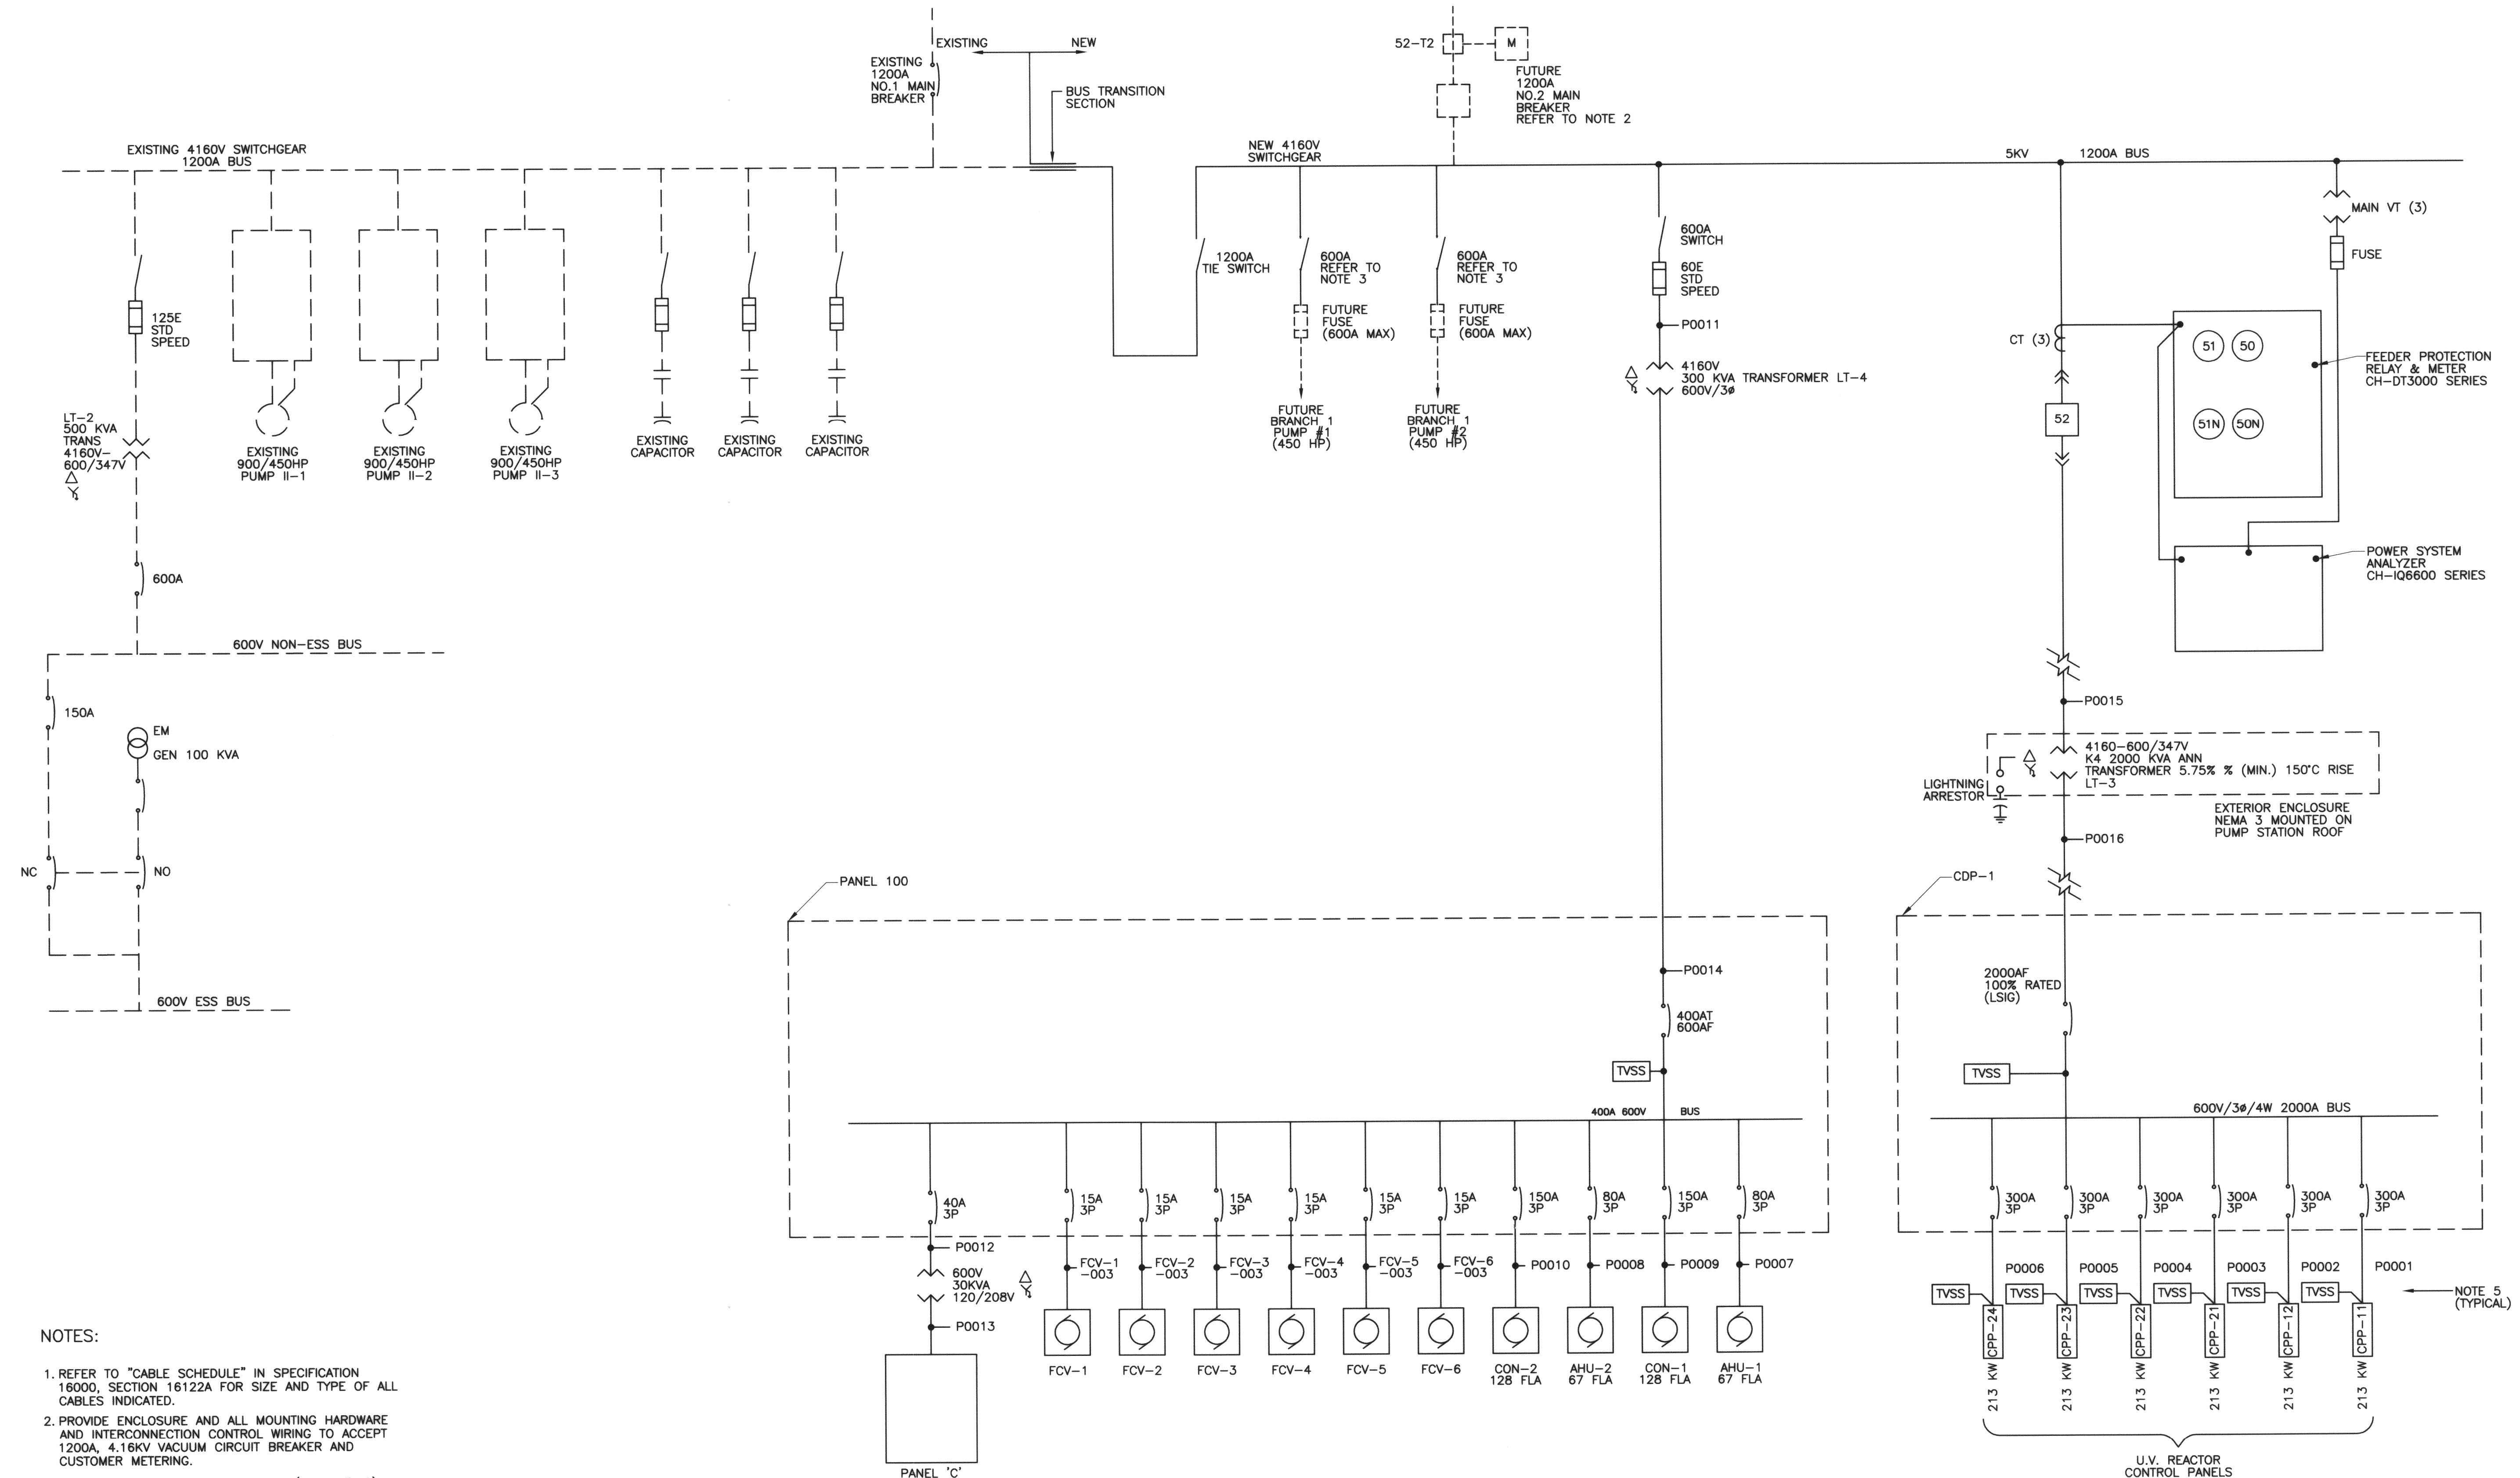 EXISTING
NEW
EXISTING
1200A
NO.1 MAIN
BREAKER
BUS TRANSITION
SECTION
52-T2
M
FUTURE
1200A
NO.2 MAIN
BREAKER
REFER TO NOTE 2
EXISTING 4160V SWITCHGEAR
1200A BUS
NEW 4160V
SWITCHGEAR
5KV
1200A BUS
125E
STD
SPEED
LT-2
500 KVA
TRANS
4160V-
600/347V
EXISTING
900/450HP
PUMP II-1
EXISTING
900/450HP
PUMP II-2
EXISTING
900/450HP
PUMP II-3
EXISTING
CAPACITOR
EXISTING
CAPACITOR
EXISTING
CAPACITOR
1200A
TIE SWITCH
600A
REFER TO
NOTE 3
FUTURE
FUSE
(600A MAX)
FUTURE
BRANCH 1
PUMP #1
(450 HP)
600A
REFER TO
NOTE 3
FUTURE
FUSE
(600A MAX)
FUTURE
BRANCH 1
PUMP #2
(450 HP)
600A
SWITCH
60E
STD
SPEED
P0011
4160V
300 KVA TRANSFORMER LT-4
600V/3ø
MAIN VT (3)
FUSE
CT (3)
52
51
50
51N
50N
FEEDER PROTECTION
RELAY & METER
CH-DT3000 SERIES
POWER SYSTEM
ANALYZER
CH-IQ6600 SERIES
600A
600V NON-ESS BUS
150A
EM
GEN 100 KVA
NC
NO
600V ESS BUS
P0015
4160-600/347V
K4 2000 KVA ANN
TRANSFORMER 5.75% % (MIN.) 150°C RISE
LT-3
LIGHTNING
ARRESTOR
EXTERIOR ENCLOSURE
NEMA 3 MOUNTED ON
PUMP STATION ROOF
P0016
PANEL 100
CDP-1
P0014
400AT
600AF
TVSS
400A 600V BUS
2000AF
100% RATED
(LSIG)
TVSS
600V/3ø/4W 2000A BUS
40A
3P
15A
3P
15A
3P
15A
3P
15A
3P
15A
3P
15A
3P
150A
3P
80A
3P
150A
3P
80A
3P
300A
3P
300A
3P
300A
3P
300A
3P
300A
3P
300A
3P
P0012
600V
30KVA
120/208V
P0013
PANEL 'C'
FCV-1
-003
FCV-2
-003
FCV-3
-003
FCV-4
-003
FCV-5
-003
FCV-6
-003
P0010
P0008
P0009
P0007
FCV-1
FCV-2
FCV-3
FCV-4
FCV-5
FCV-6
CON-2
128 FLA
AHU-2
67 FLA
CON-1
128 FLA
AHU-1
67 FLA
P0006
P0005
P0004
P0003
P0002
P0001
TVSS
TVSS
TVSS
TVSS
TVSS
TVSS
NOTE 5
(TYPICAL)
CPP-24
CPP-23
CPP-22
CPP-21
CPP-12
CPP-11
213 KW
213 KW
213 KW
213 KW
213 KW
213 KW
U.V. REACTOR
CONTROL PANELS
NOTES:
1. REFER TO "CABLE SCHEDULE" IN SPECIFICATION
16000, SECTION 16122A FOR SIZE AND TYPE OF ALL
CABLES INDICATED.
2. PROVIDE ENCLOSURE AND ALL MOUNTING HARDWARE
AND INTERCONNECTION CONTROL WIRING TO ACCEPT
1200A, 4.16KV VACUUM CIRCUIT BREAKER AND
CUSTOMER METERING.